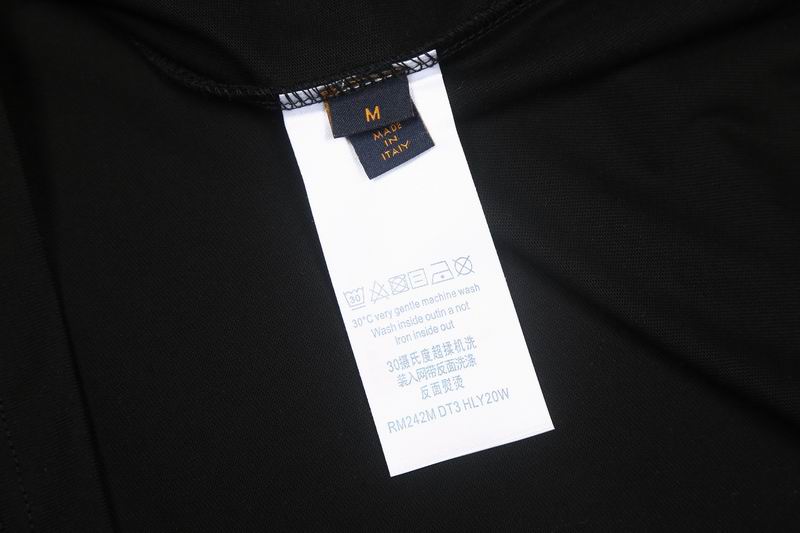 M
MADE
IN
ITALY
30
30°C very gentle machine wash
Wash inside outin a not
Iron inside out
30摄氏度超揉机洗
装入网带反面洗涤
反面熨烫
RM242M DT3 HLY20W